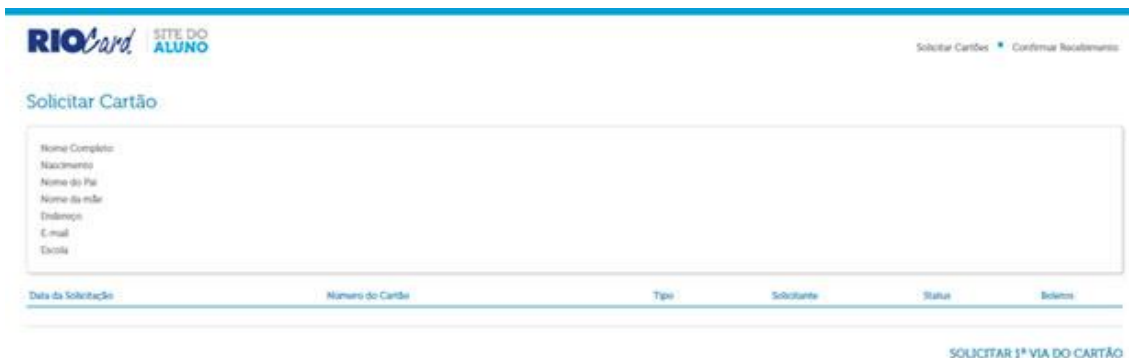 RIOCard SITE DO
ALUNO
Solicitar Cartões • Confirmar Recebimento
Solicitar Cartão
Nome Completo
Nascimento
Nome do Pai
Nome da mãe
Endereço
E-mail
Escola
Data da Solicitação Número do Cartão Tipo Solicitante Status Boletos
SOLICITAR 1ª VIA DO CARTÃO